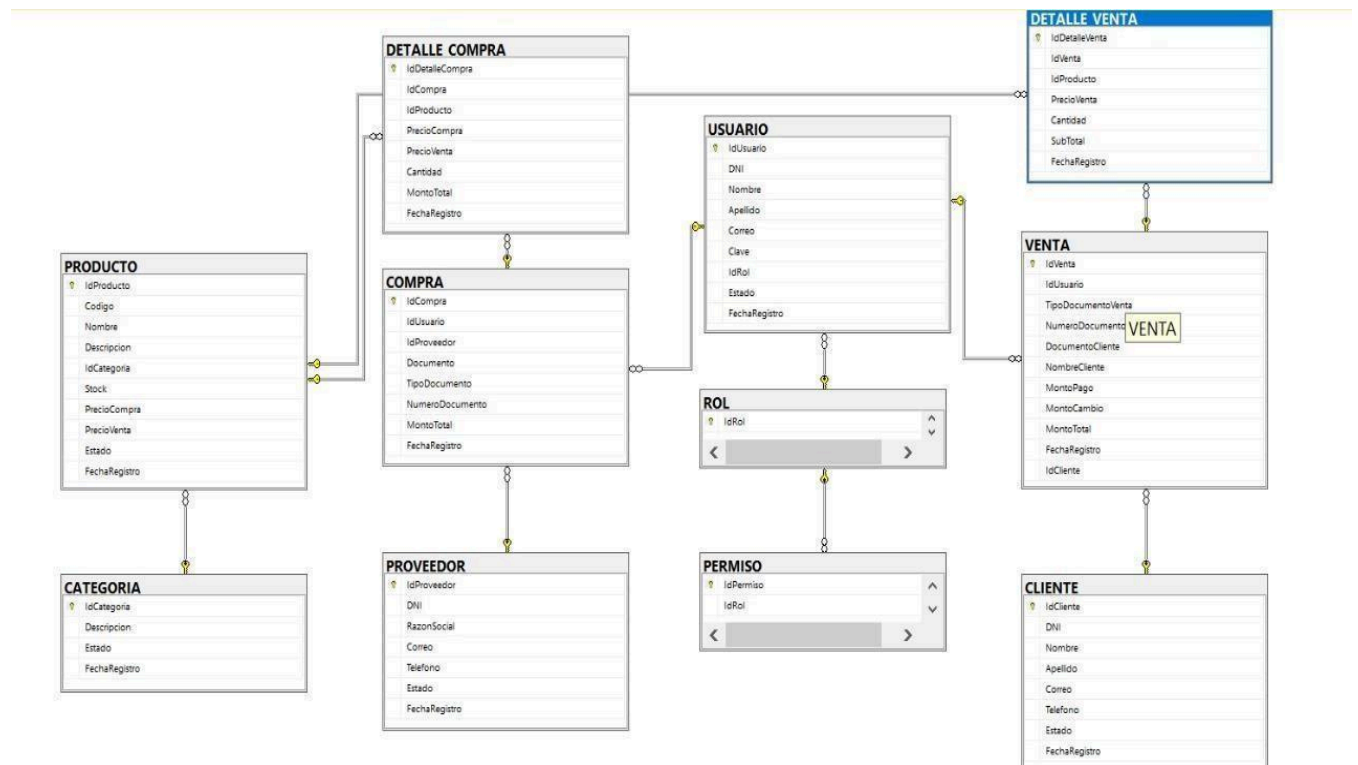 DETALLE COMPRA
IdDetalleCompra
IdCompra
IdProducto
PrecioCompra
PrecioVenta
Cantidad
MontoTotal
FechaRegistro
DETALLE VENTA
IdDetalleVenta
IdVenta
IdProducto
PrecioVenta
Cantidad
SubTotal
FechaRegistro
USUARIO
IdUsuario
DNI
Nombre
Apellido
Correo
Clave
IdRol
Estado
FechaRegistro
PRODUCTO
IdProducto
Codigo
Nombre
Descripcion
IdCategoria
Stock
PrecioCompra
PrecioVenta
Estado
FechaRegistro
COMPRA
IdCompra
IdUsuario
IdProveedor
Documento
TipoDocumento
NumeroDocumento
MontoTotal
FechaRegistro
VENTA
IdVenta
IdUsuario
TipoDocumentoVenta
NumeroDocumento
VENTA
DocumentoCliente
NombreCliente
MontoPago
MontoCambio
MontoTotal
FechaRegistro
IdCliente
ROL
IdRol
CATEGORIA
IdCategoria
Descripcion
Estado
FechaRegistro
PROVEEDOR
IdProveedor
DNI
RazonSocial
Correo
Telefono
Estado
FechaRegistro
PERMISO
IdPermiso
IdRol
CLIENTE
IdCliente
DNI
Nombre
Apellido
Correo
Telefono
Estado
FechaRegistro